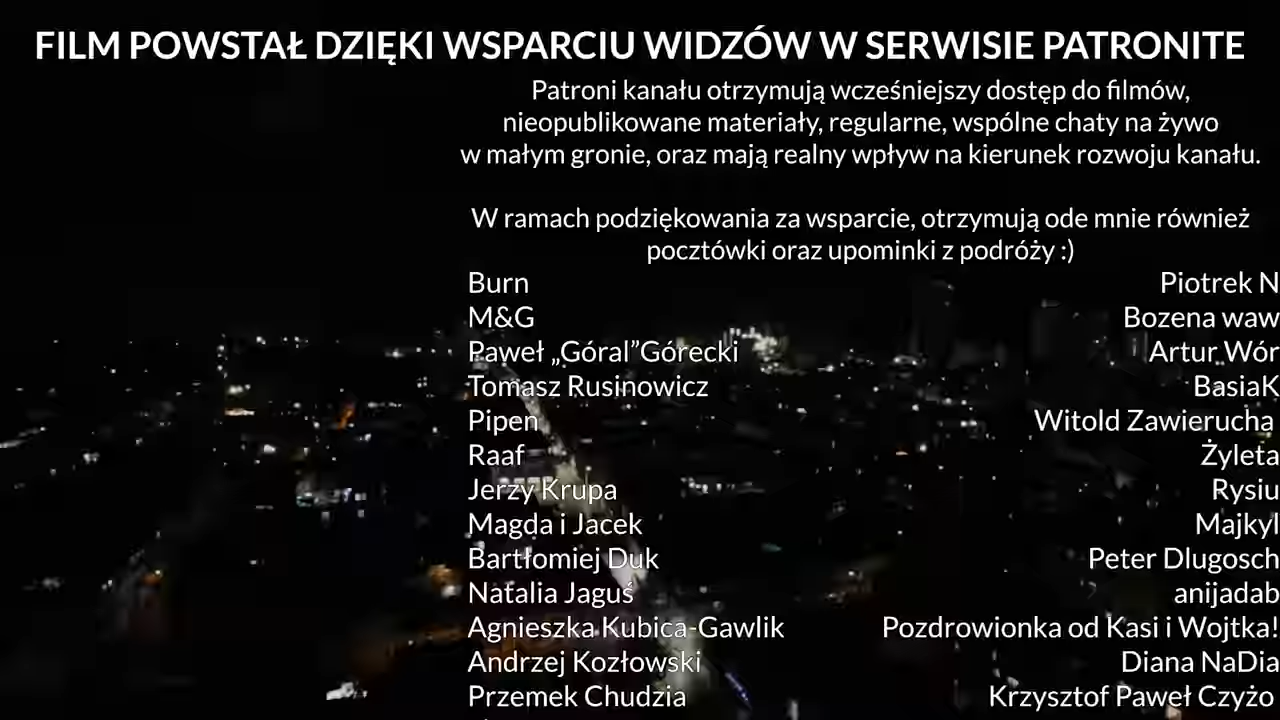 FILM POWSTAŁ DZIĘKI WSPARCIU WIDZÓW W SERWISIE PATRONITE
Patroni kanału otrzymują wcześniejszy dostęp do filmów,
nieopublikowane materiały, regularne, wspólne chaty na żywo
w małym gronie, oraz mają realny wpływ na kierunek rozwoju kanału.
W ramach podziękowania za wsparcie, otrzymują ode mnie również
pocztówki oraz upominki z podróży :)
Burn
M&G
Paweł „Góral”Górecki
Tomasz Rusinowicz
Pipen
Raaf
Jerzy Krupa
Magda i Jacek
Bartłomiej Duk
Natalia Jaguś
Agnieszka Kubica-Gawlik
Andrzej Kozłowski
Przemek Chudzia
Piotrek N
Bozena waw
Artur Wór
BasiaK
Witold Zawierucha
Żyleta
Rysiu
Majkyl
Peter Dlugosch
anijadab
Pozdrowionka od Kasi i Wojtka!
Diana NaDia
Krzysztof Paweł Czyżo